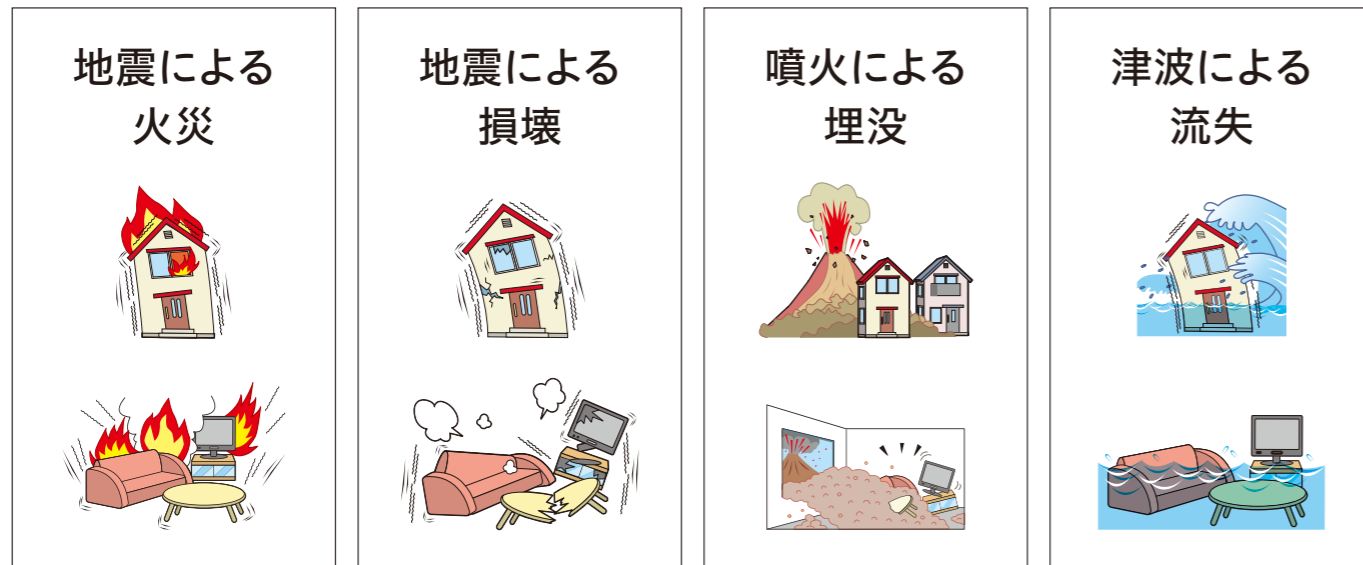 地震による
火災
地震による
損壊
噴火による
埋没
津波による
流失